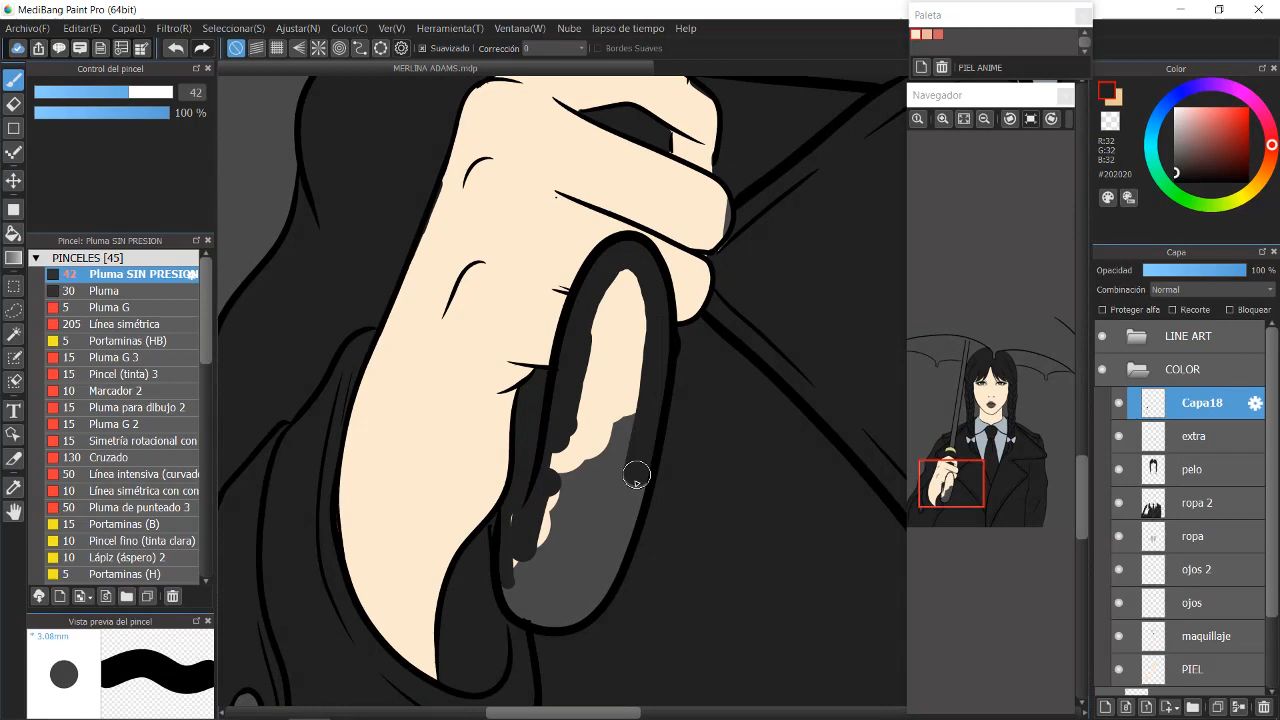 MediBang Paint Pro (64bit)
Archivo(Y) Editar(Z) Capa(L) Filtro(R) Seleccionar(S) Ajustar(N) Color(C) Ver(V) Herramienta(T) Ventana(W) Nube lapso de tiempo Help
Suavizado Corrección 0 Bordes Suaves
Paleta
PIEL ANIME
Control del pincel
MERLINA ADAMS.mdp
42
100 %
Navegador
Color
R:32
G:32
B:32
#202020
Pincel: Pluma SIN PRESION
PINCELES [45]
42 Pluma SIN PRESION
30 Pluma
5 Pluma G
205 Línea simétrica
5 Portaminas (HB)
15 Pluma G 3
15 Pincel (tinta) 3
10 Marcador 2
15 Pluma para dibujo 2
15 Pluma G 2
15 Simetría rotacional con
130 Cruzado
50 Línea intensiva (curvado
10 Línea de saturación con
50 Pluma de punteado 3
15 Portaminas (B)
10 Pincel fino (tinta clara)
10 Lápiz (áspero) 2
5 Portaminas (H)
Vista previa del pincel
* 3.08mm
Capa
Opacidad 100 %
Combinación Normal
Proteger alfa Recorte Bloquear
LINE ART
COLOR
Capa18
extra
pelo
ropa 2
ropa
ojos 2
ojos
maquillaje
PIEL